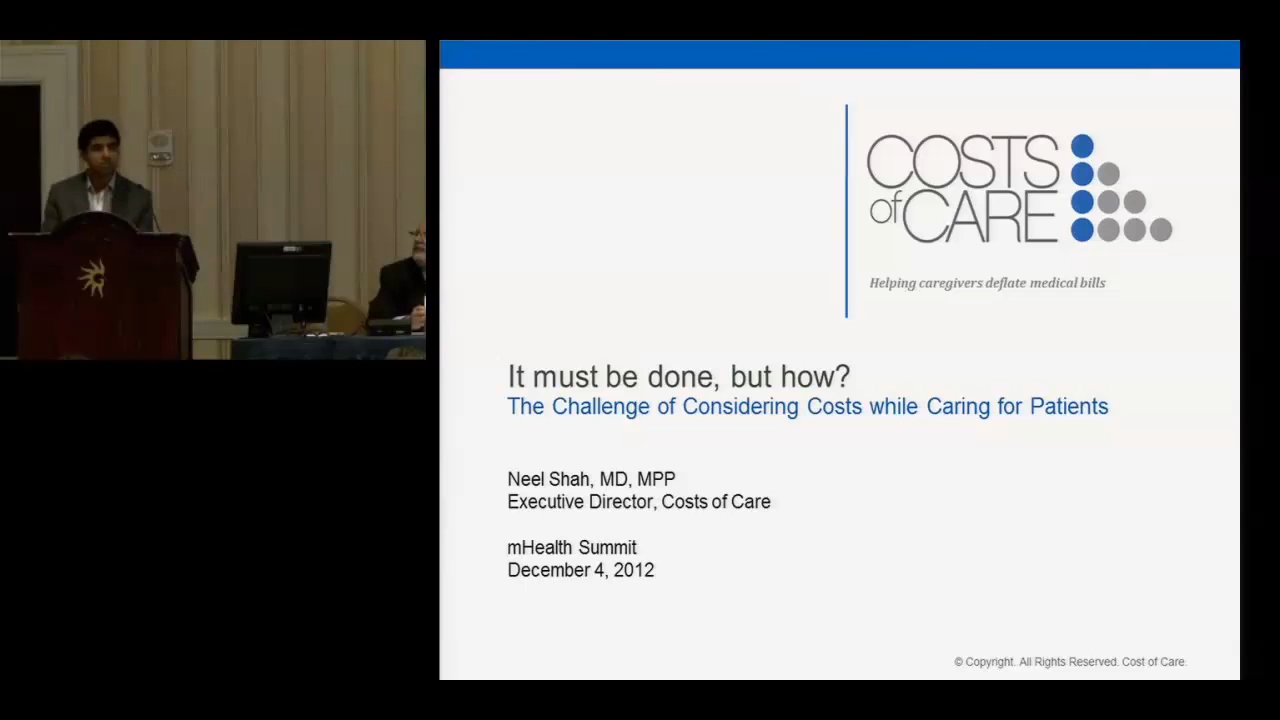 COSTS
of CARE
Helping caregivers deflate medical bills
It must be done, but how?
The Challenge of Considering Costs while Caring for Patients
Neel Shah, MD, MPP
Executive Director, Costs of Care
mHealth Summit
December 4, 2012
© Copyright. All Rights Reserved. Cost of Care.